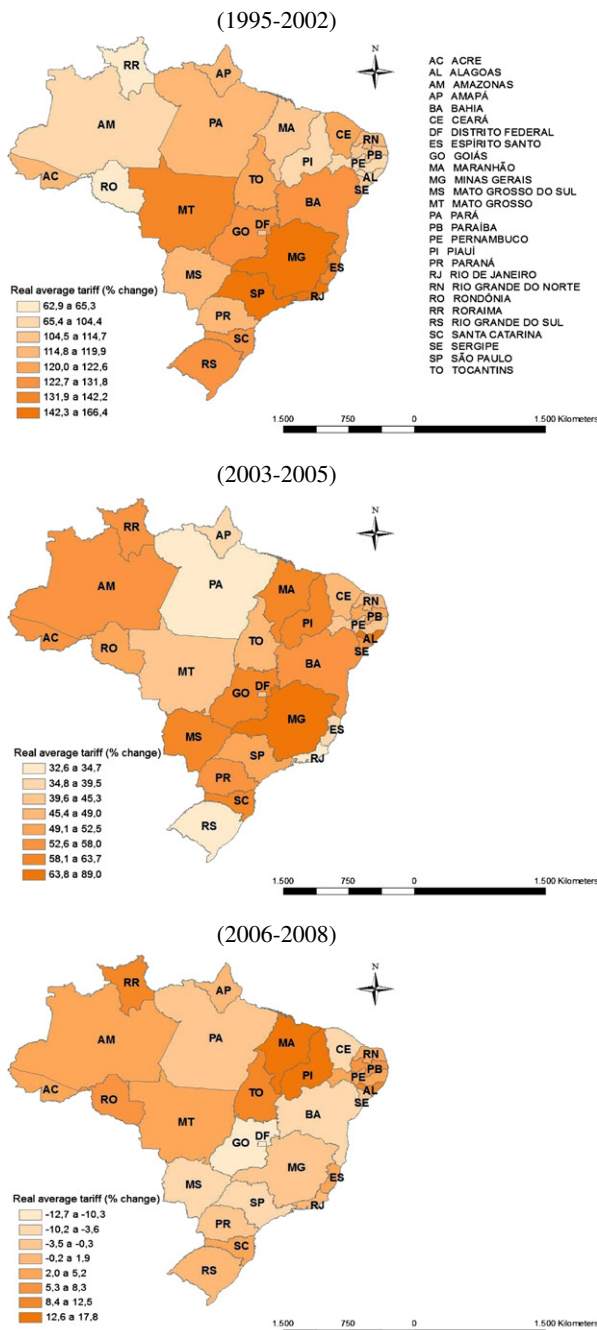 (1995-2002)
N
RR
AP
AM
PA
MA
CE
RN
PB
PI
PE
AL
SE
AC
RO
TO
BA
MT
DF
GO
MG
ES
MS
SP
RJ
PR
SC
RS
AC ACRE
AL ALAGOAS
AM AMAZONAS
AP AMAPÁ
BA BAHIA
CE CEARÁ
DF DISTRITO FEDERAL
ES ESPÍRITO SANTO
GO GOIÁS
MA MARANHÃO
MG MINAS GERAIS
MS MATO GROSSO DO SUL
MT MATO GROSSO
PA PARÁ
PB PARAÍBA
PE PERNAMBUCO
PI PIAUÍ
PR PARANÁ
RJ RIO DE JANEIRO
RN RIO GRANDE DO NORTE
RO RONDÔNIA
RR RORAIMA
RS RIO GRANDE DO SUL
SC SANTA CATARINA
SE SERGIPE
SP SÃO PAULO
TO TOCANTINS
Real average tariff (% change)
62,9 a 65,3
65,4 a 104,4
104,5 a 114,7
114,8 a 119,9
120,0 a 122,6
122,7 a 131,8
131,9 a 142,2
142,3 a 166,4
1.500 750 0 1.500 Kilometers
(2003-2005)
N
RR
AP
AM
PA
MA
CE
RN
PB
PI
PE
AL
SE
AC
RO
TO
BA
MT
DF
GO
MG
ES
MS
SP
RJ
PR
SC
RS
Real average tariff (% change)
32,6 a 34,7
34,8 a 39,5
39,6 a 45,3
45,4 a 49,0
49,1 a 52,5
52,6 a 58,0
58,1 a 63,7
63,8 a 89,0
1.500 750 0 1.500 Kilometers
(2006-2008)
N
RR
AP
AM
PA
MA
CE
RN
PB
PI
PE
AL
SE
AC
RO
TO
BA
MT
DF
GO
MG
ES
MS
SP
RJ
PR
SC
RS
Real average tariff (% change)
-12,7 a -10,3
-10,2 a -3,6
-3,5 a -0,3
-0,2 a 1,9
2,0 a 5,2
5,3 a 8,3
8,4 a 12,5
12,6 a 17,8
1.500 750 0 1.500 Kilometers